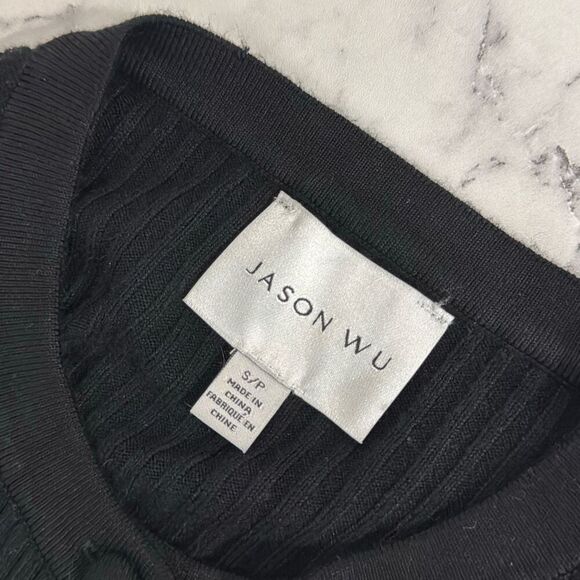 JASON WU
S/P
MADE IN
CHINA
FABRIQUÉ EN
CHINE